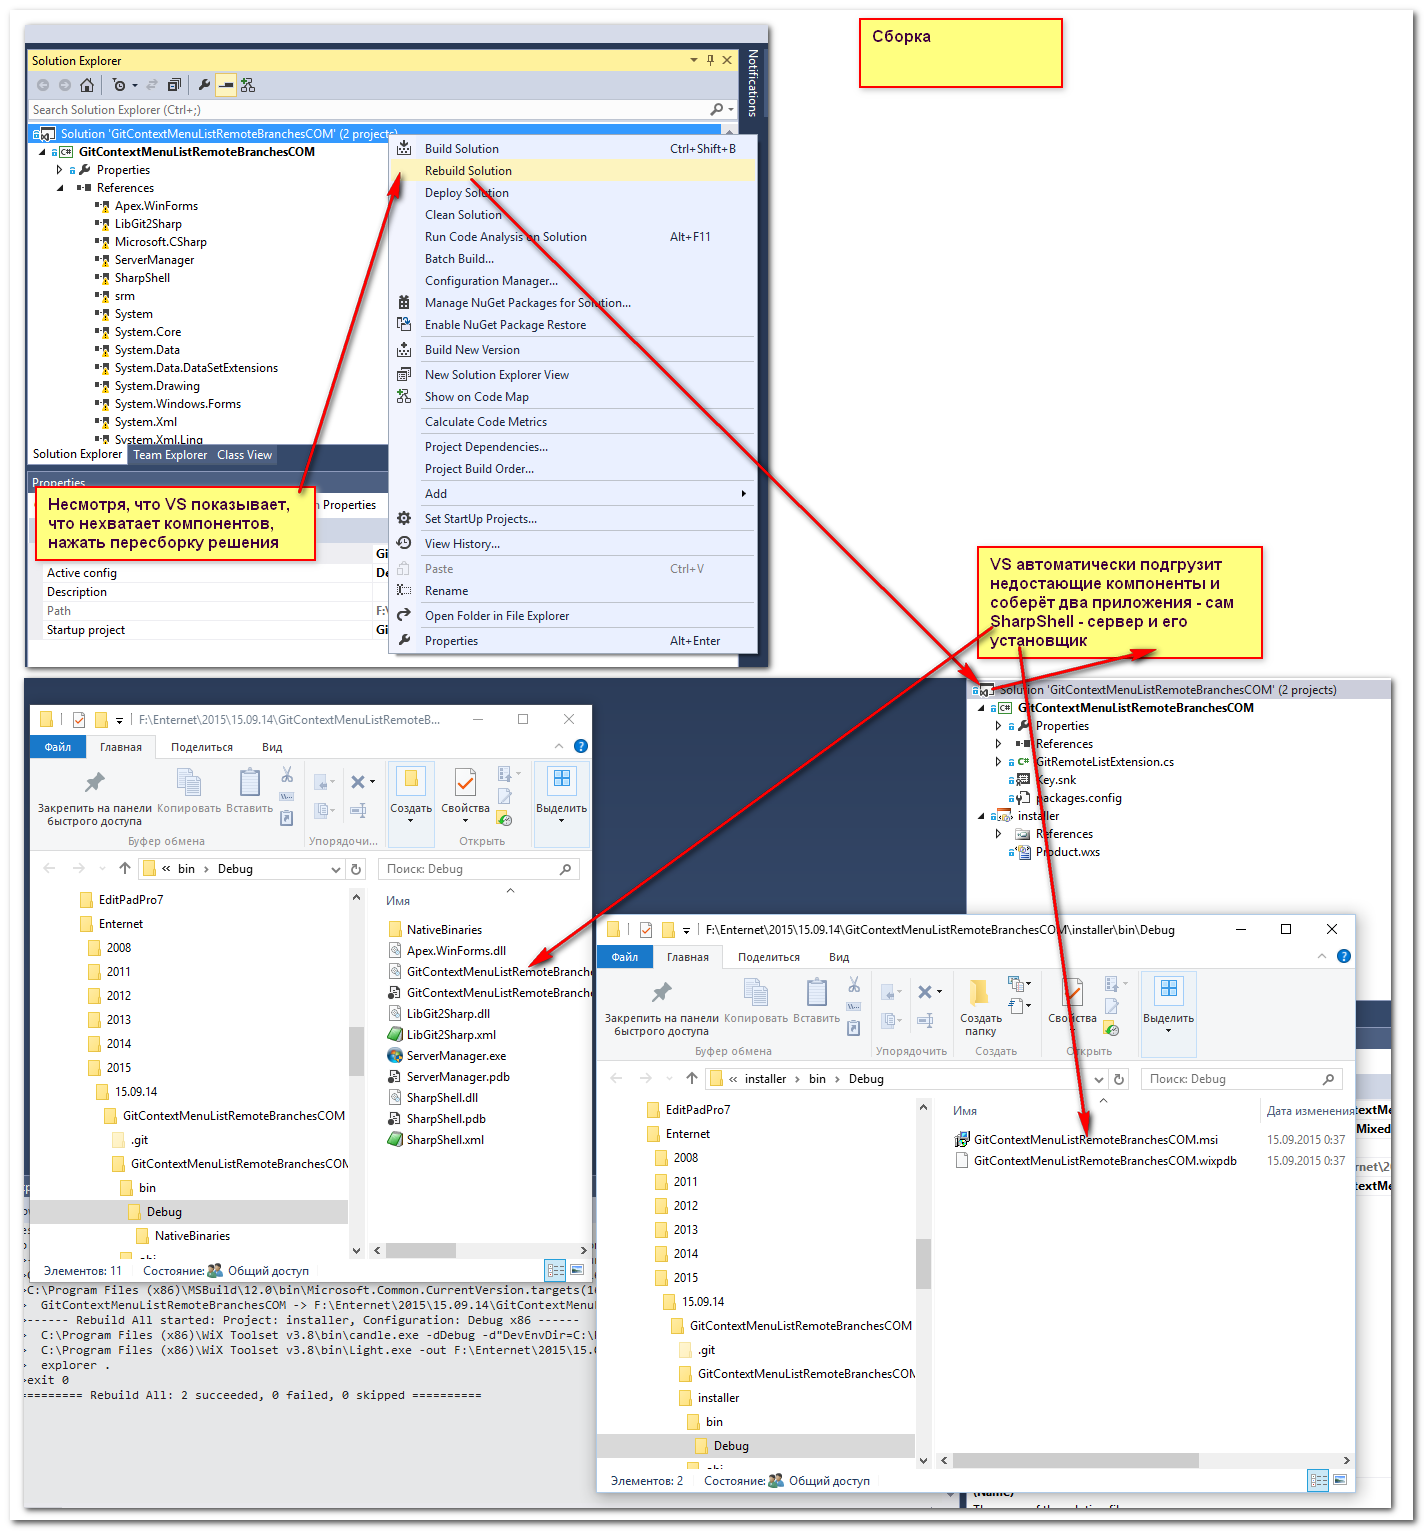 Сборка
Solution Explorer
Notifications
Search Solution Explorer (Ctrl+;)
Solution 'GitContextMenuListRemoteBranchesCOM' (2 projects)
GitContextMenuListRemoteBranchesCOM
Properties
References
Apex.WinForms
LibGit2Sharp
Microsoft.CSharp
ServerManager
SharpShell
srm
System
System.Core
System.Data
System.Data.DataSetExtensions
System.Drawing
System.Windows.Forms
System.Xml
System.Xml.Linq
Solution Explorer Team Explorer Class View
Build Solution Ctrl+Shift+B
Rebuild Solution
Deploy Solution
Clean Solution
Run Code Analysis on Solution Alt+F11
Batch Build...
Configuration Manager...
Manage NuGet Packages for Solution...
Enable NuGet Package Restore
Build New Version
New Solution Explorer View
Show on Code Map
Calculate Code Metrics
Project Dependencies...
Project Build Order...
Add
Set StartUp Projects...
View History...
Paste Ctrl+V
Rename
Open Folder in File Explorer
Properties Alt+Enter
Properties
Properties
Несмотря, что VS показывает,
что нехватает компонентов,
нажать пересборку решения
Gi
Active config De
Description
Path F:\
Startup project Gi
VS автоматически подгрузит
недостающие компоненты и
соберёт два приложения - сам
SharpShell - сервер и его
установщик
Solution 'GitContextMenuListRemoteBranchesCOM' (2 projects)
GitContextMenuListRemoteBranchesCOM
Properties
References
GitRemoteListExtension.cs
Key.snk
packages.config
installer
References
Product.wxs
F:\Enternet\2015\15.09.14\GitContextMenuListRemoteB...
Файл Главная Поделиться Вид
Закрепить на панели
быстрого доступа
Копировать Вставить
Создать Свойства Выделить
Буфер обмена Упорядочи... Открыть
« bin › Debug
Поиск: Debug
EditPadPro7
Enternet
2008
2011
2012
2013
2014
2015
15.09.14
GitContextMenuListRemoteBranchesCOM
.git
GitContextMenuListRemoteBranchesCOM
bin
Debug
NativeBinaries
obj
Имя
NativeBinaries
Apex.WinForms.dll
GitContextMenuListRemoteBranche
GitContextMenuListRemoteBranche
LibGit2Sharp.dll
LibGit2Sharp.xml
ServerManager.exe
ServerManager.pdb
SharpShell.dll
SharpShell.pdb
SharpShell.xml
Элементов: 11 Состояние: Общий доступ
F:\Enternet\2015\15.09.14\GitContextMenuListRemoteBranchesCOM\installer\bin\Debug
Файл Главная Поделиться Вид
Закрепить на панели
быстрого доступа
Копировать Вставить
Создать
папку
Свойства Выделить
Буфер обмена Упорядочить Создать Открыть
« installer › bin › Debug
Поиск: Debug
EditPadPro7
Enternet
2008
2011
2012
2013
2014
2015
15.09.14
GitContextMenuListRemoteBranchesCOM
.git
GitContextMenuListRemoteBranchesCOM
installer
bin
Debug
obj
Имя Дата изменения
GitContextMenuListRemoteBranchesCOM.msi 15.09.2015 0:37
GitContextMenuListRemoteBranchesCOM.wixpdb 15.09.2015 0:37
Элементов: 2 Состояние: Общий доступ
extMe
Mixed
rnet\2
extMe
>C:\Program Files (x86)\MSBuild\12.0\bin\Microsoft.Common.CurrentVersion.targets(16
> GitContextMenuListRemoteBranchesCOM -> F:\Enternet\2015\15.09.14\GitContextMenu
>------ Rebuild All started: Project: installer, Configuration: Debug x86 ------
> C:\Program Files (x86)\WiX Toolset v3.8\bin\candle.exe -dDebug -d"DevEnvDir=C:\
> C:\Program Files (x86)\WiX Toolset v3.8\bin\Light.exe -out F:\Enternet\2015\15.0
> explorer .
>exit 0
========= Rebuild All: 2 succeeded, 0 failed, 0 skipped ==========
(Name)